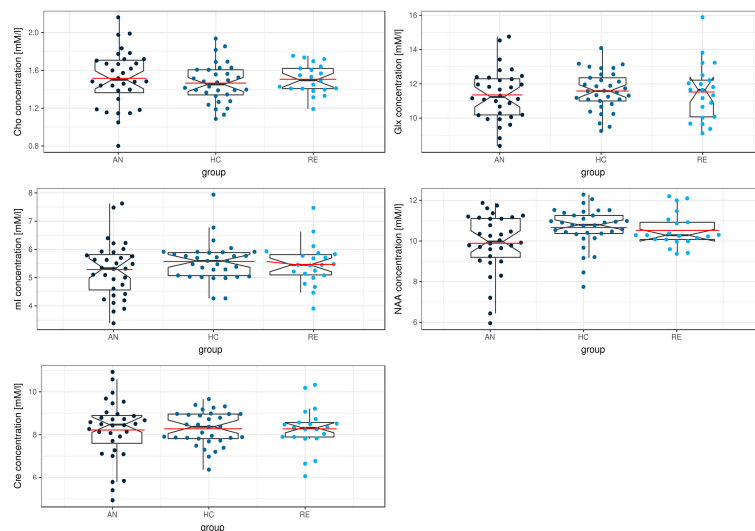 Cho concentration [mM/l]
2.0
1.6
1.2
0.8
AN HC RE
group
Glx concentration [mM/l]
16
14
12
10
AN HC RE
group
mI concentration [mM/l]
8
7
6
5
4
AN HC RE
group
NAA concentration [mM/l]
12
10
8
6
AN HC RE
group
Cre concentration [mM/l]
10
8
6
AN HC RE
group